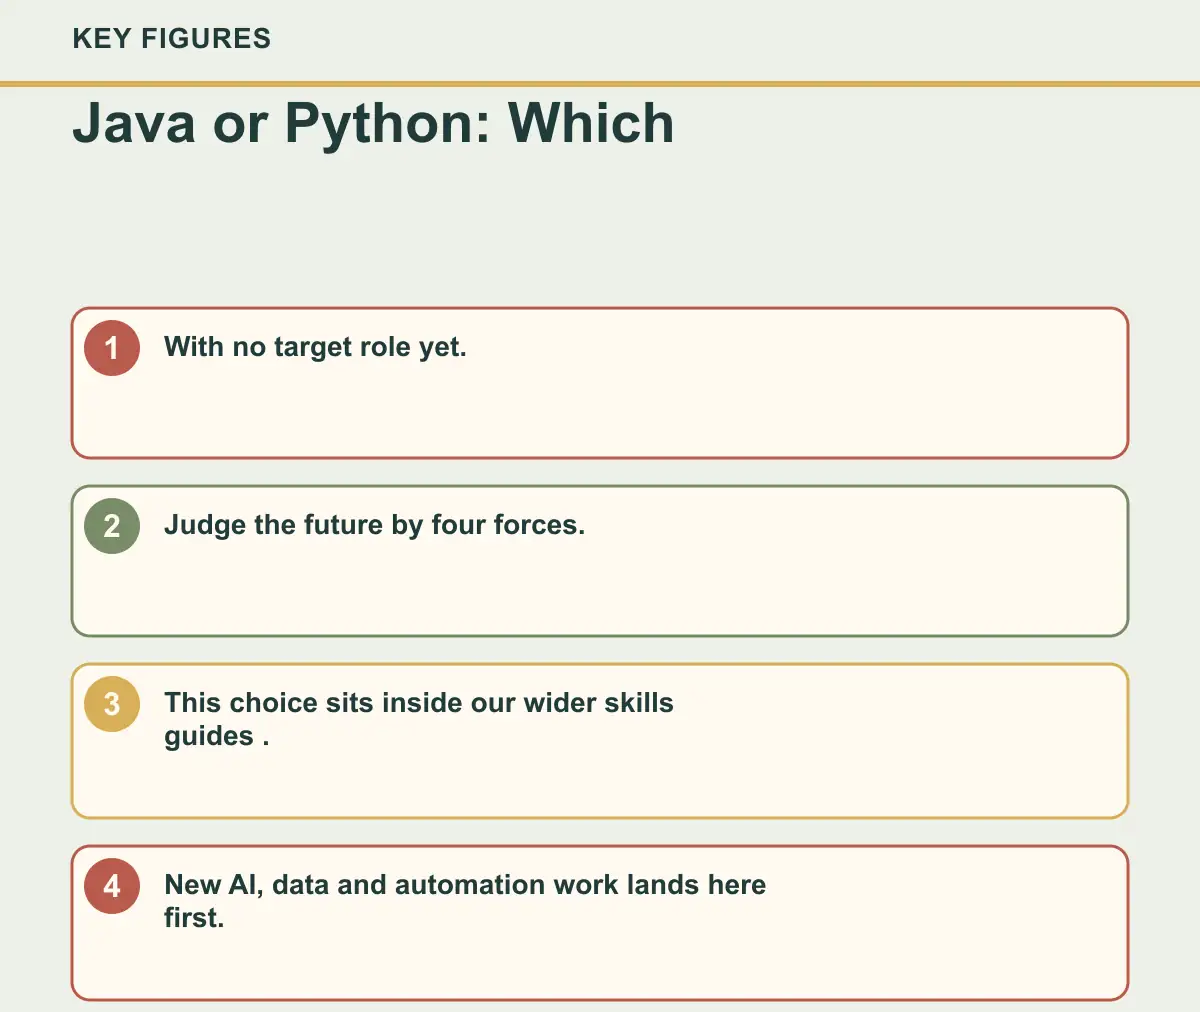 KEY FIGURES
Java or Python: Which
1
With no target role yet.
2
Judge the future by four forces.
3
This choice sits inside our wider skills
guides .
4
New AI, data and automation work lands here
first.